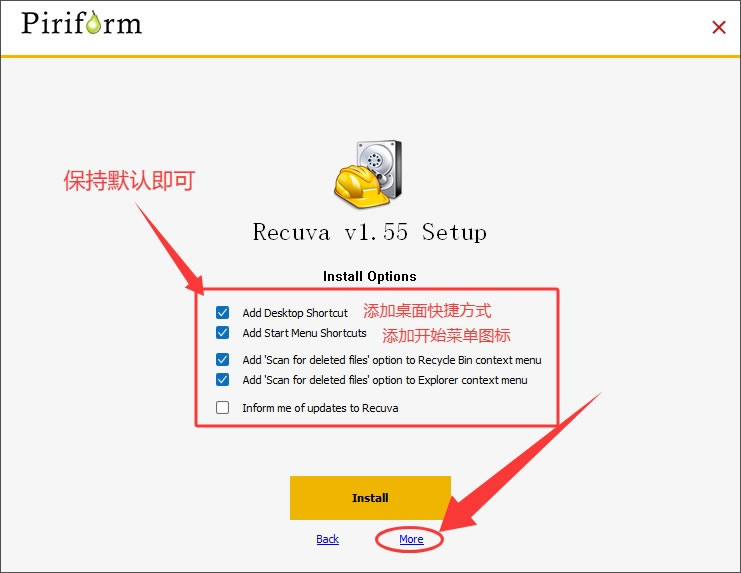 Piriform
保持默认即可
Recuva v1.55 Setup
Install Options
Add Desktop Shortcut 添加桌面快捷方式
Add Start Menu Shortcuts 添加开始菜单图标
Add 'Scan for deleted files' option to Recycle Bin context menu
Add 'Scan for deleted files' option to Explorer context menu
Inform me of updates to Recuva
Install
Back More